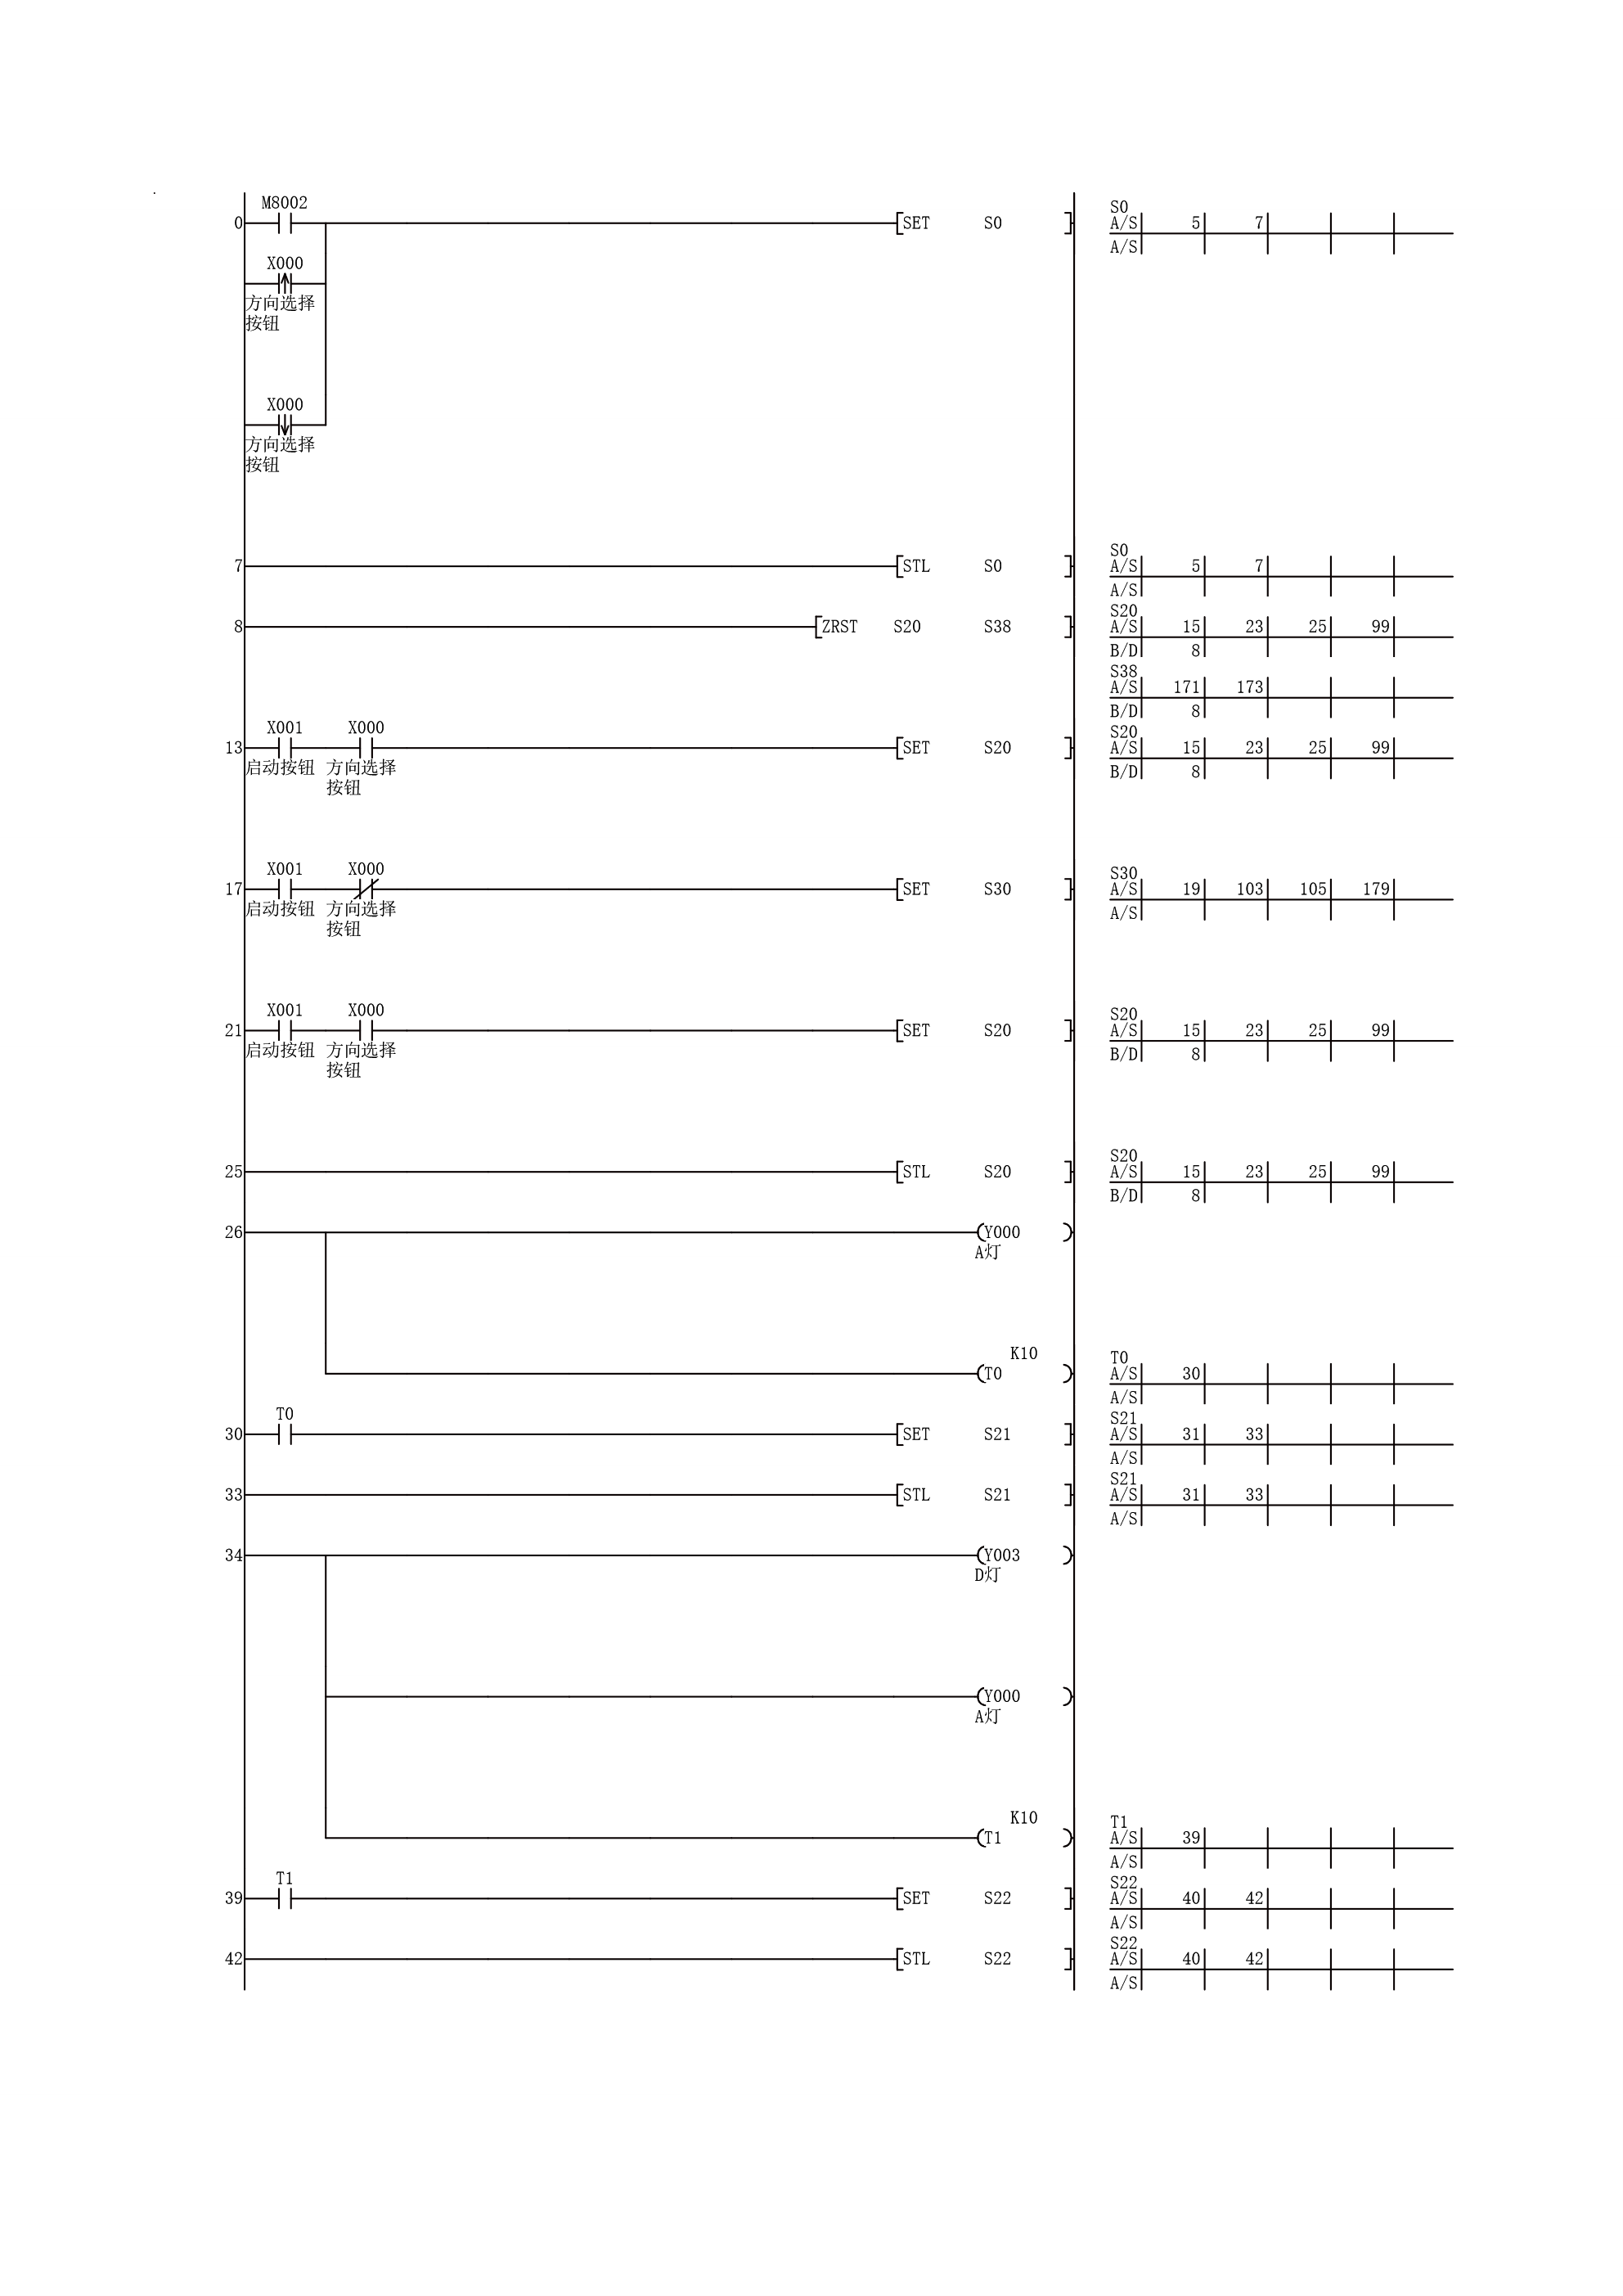 M8002
0 SET S0 S0
A/S 5 7
A/S
X000
方向选择
按钮
X000
方向选择
按钮
7 STL S0 S0
A/S 5 7
A/S
8 ZRST S20 S38 S20
A/S 15 23 25 99
B/D 8
S38
A/S 171 173
B/D 8
X001 X000 S20
13 SET S20 A/S 15 23 25 99
启动按钮 方向选择 B/D 8
按钮
X001 X000 S30
17 SET S30 A/S 19 103 105 179
启动按钮 方向选择 A/S
按钮
X001 X000 S20
21 SET S20 A/S 15 23 25 99
启动按钮 方向选择 B/D 8
按钮
S20
25 STL S20 A/S 15 23 25 99
B/D 8
26 Y000
A灯
K10 T0
T0 A/S 30
A/S
T0 S21
30 SET S21 A/S 31 33
A/S
S21
33 STL S21 A/S 31 33
A/S
34 Y003
D灯
Y000
A灯
K10 T1
T1 A/S 39
A/S
T1 S22
39 SET S22 A/S 40 42
A/S
S22
42 STL S22 A/S 40 42
A/S